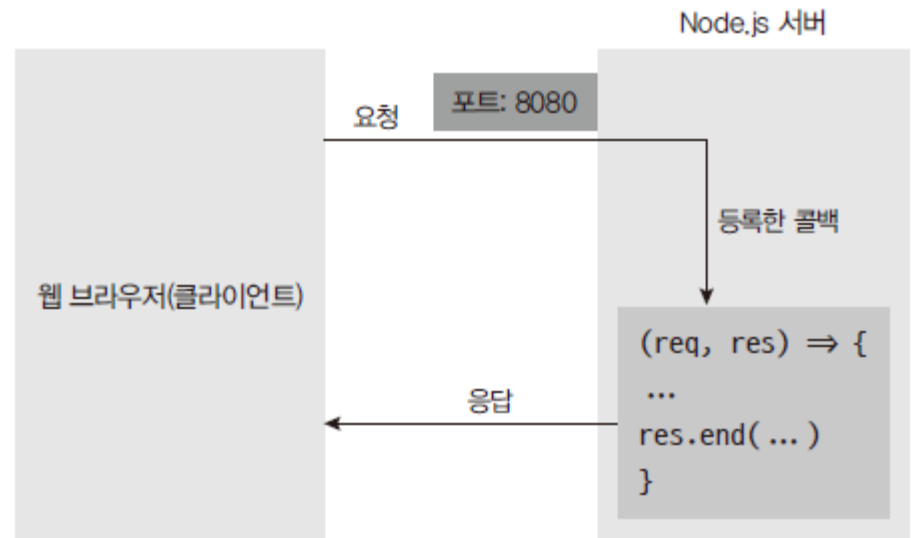 Node.js 서버
포트: 8080
요청
등록한 콜백
웹 브라우저(클라이언트)
(req, res) ⇒ {
...
res.end( ... )
}
응답